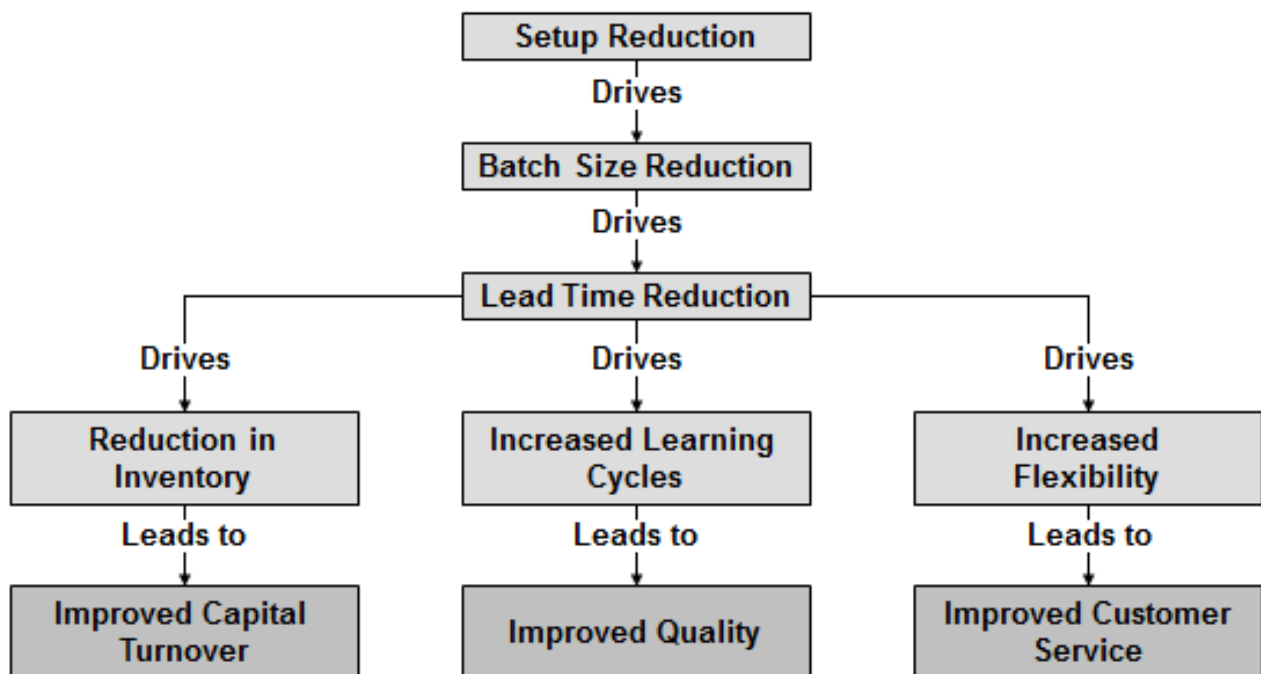 Setup Reduction
Drives
Batch Size Reduction
Drives
Lead Time Reduction
Drives
Drives
Drives
Reduction in
Inventory
Increased Learning
Cycles
Increased
Flexibility
Leads to
Leads to
Leads to
Improved Capital
Turnover
Improved Quality
Improved Customer
Service